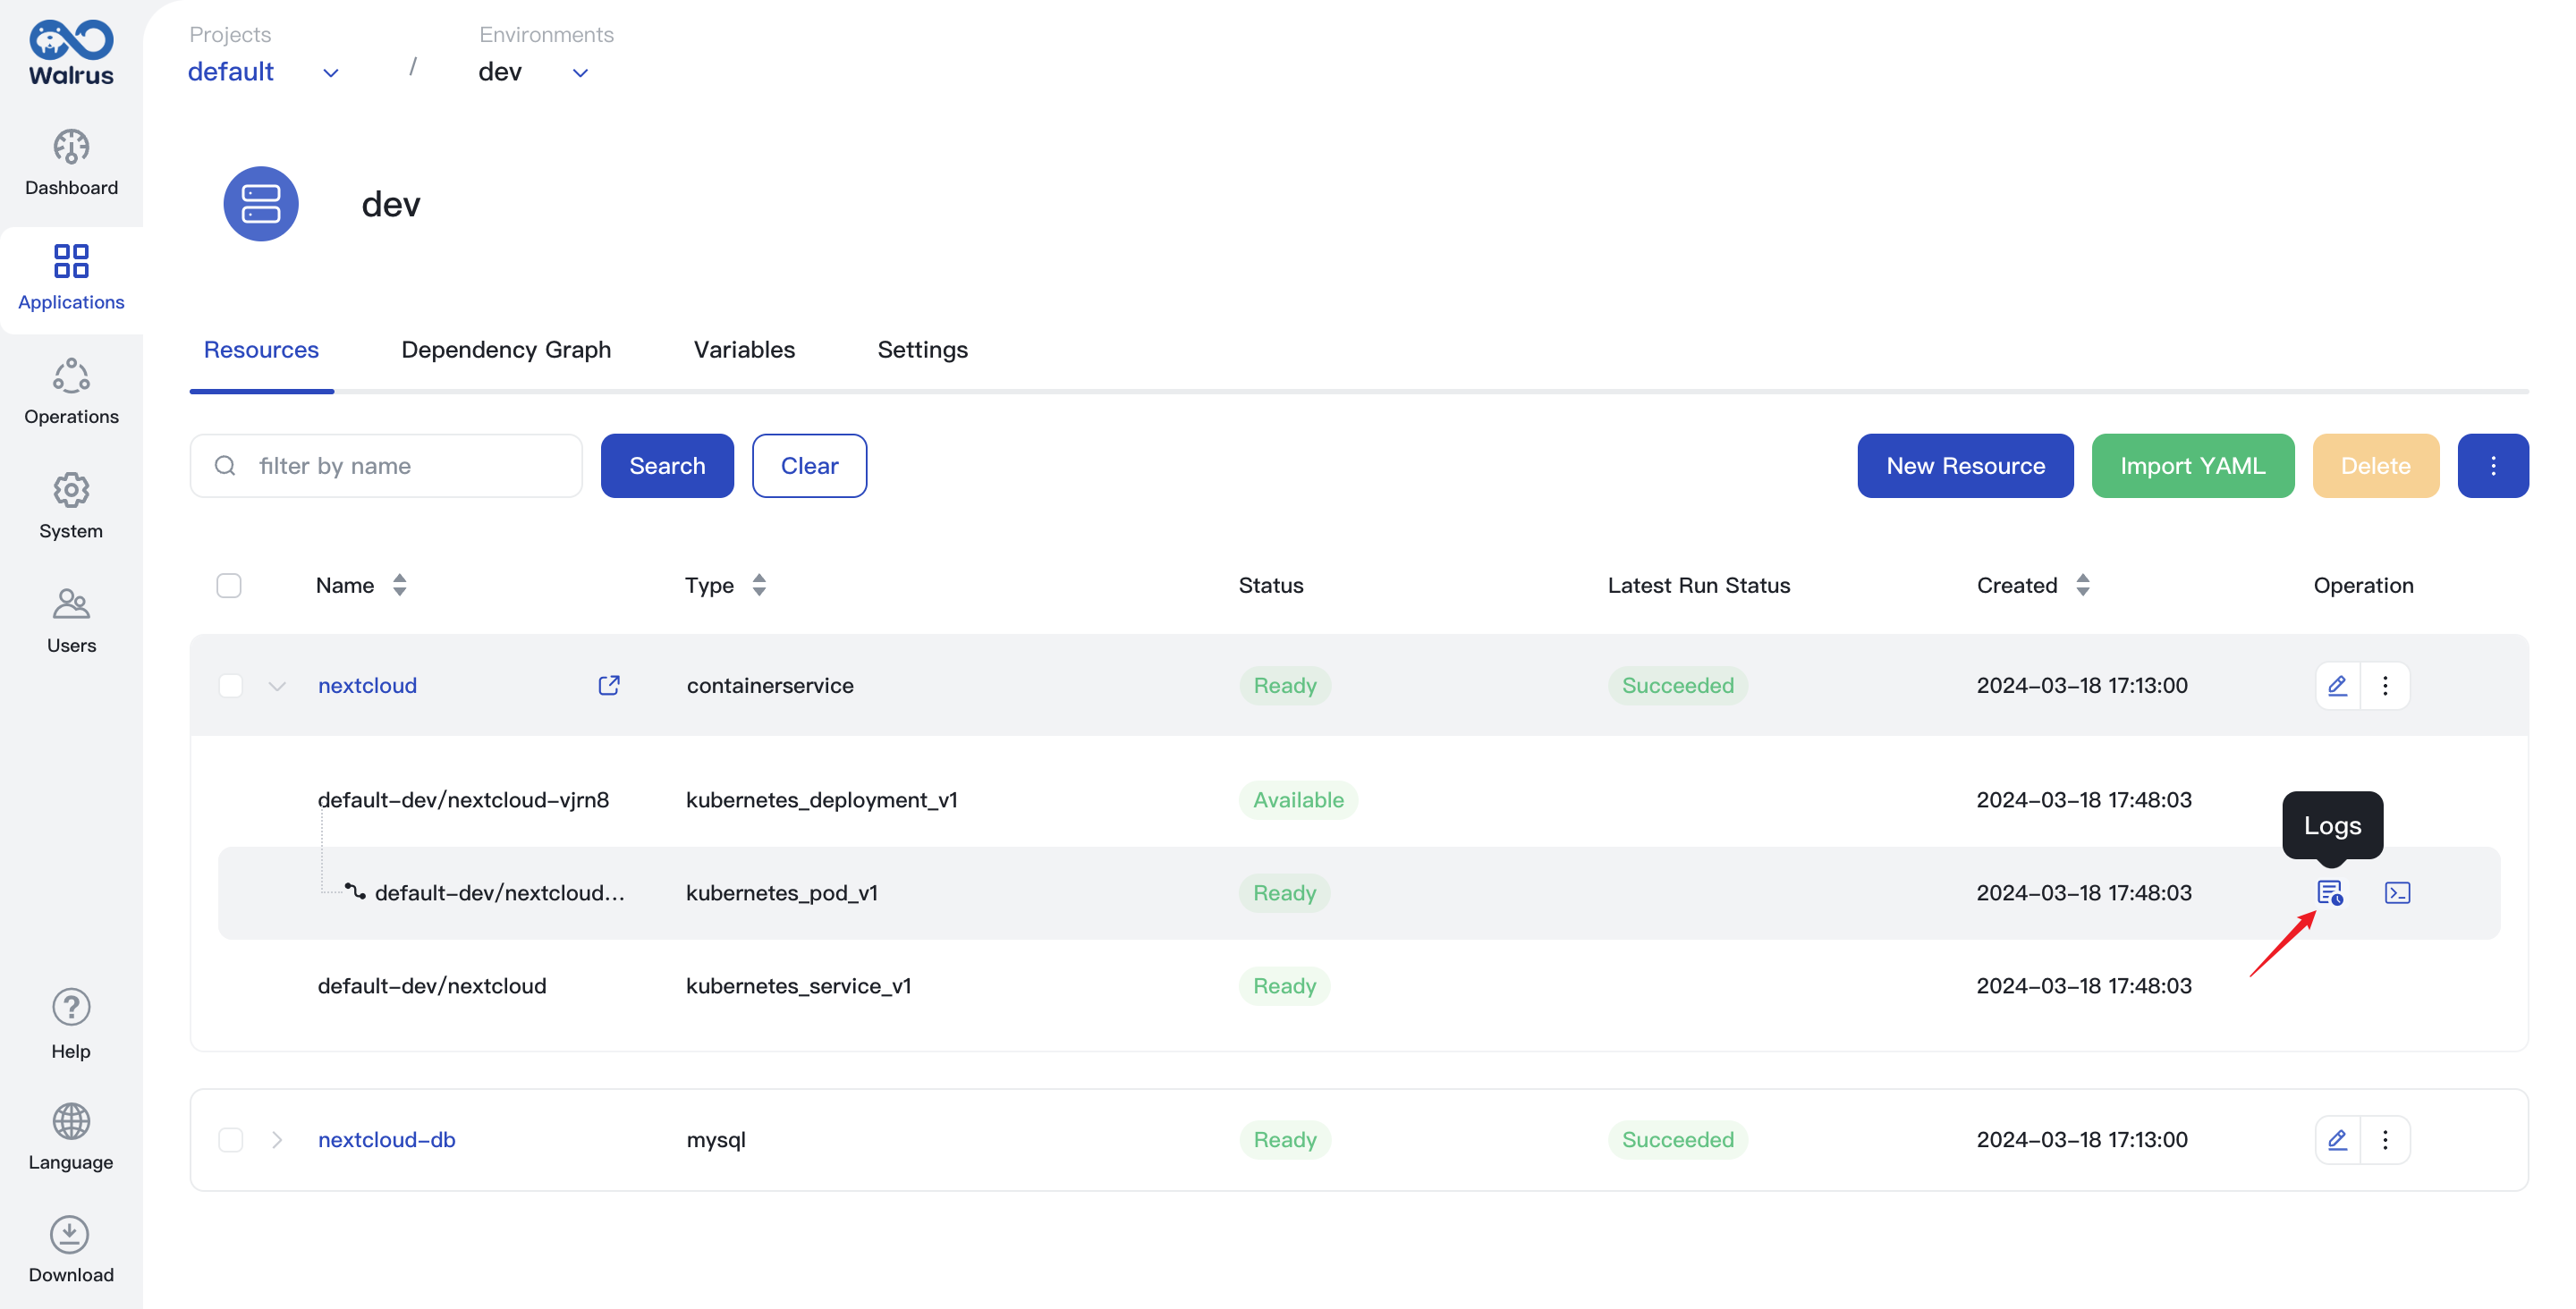 Walrus
Dashboard
Applications
Operations
System
Users
Help
Language
Download
Projects
default
/
Environments
dev
dev
Resources Dependency Graph Variables Settings
filter by name Search Clear New Resource Import YAML Delete
Name Type Status Latest Run Status Created Operation
nextcloud containerservice Ready Succeeded 2024-03-18 17:13:00
default-dev/nextcloud-vjrn8 kubernetes_deployment_v1 Available 2024-03-18 17:48:03
Logs
default-dev/nextcloud... kubernetes_pod_v1 Ready 2024-03-18 17:48:03
default-dev/nextcloud kubernetes_service_v1 Ready 2024-03-18 17:48:03
nextcloud-db mysql Ready Succeeded 2024-03-18 17:13:00